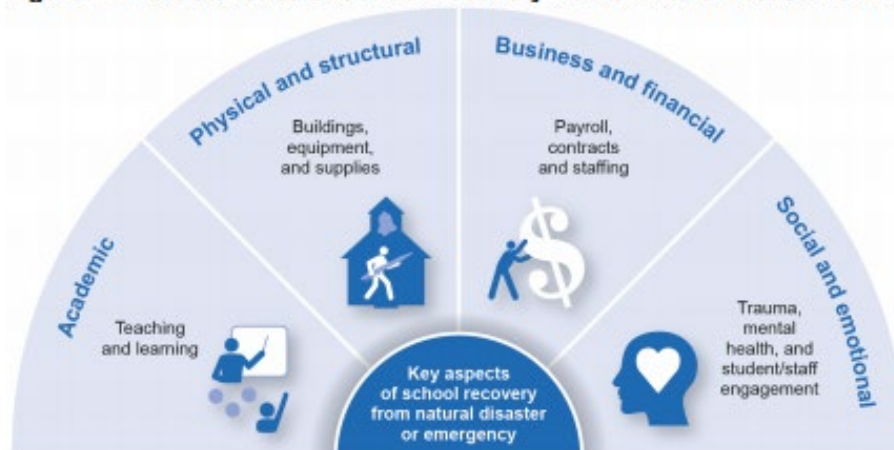 Academic
Teaching
and learning
Physical and structural
Buildings,
equipment,
and supplies
Business and financial
Payroll,
contracts
and staffing
Social and emotional
Trauma,
mental
health, and
student/staff
engagement
Key aspects
of school recovery
from natural disaster
or emergency